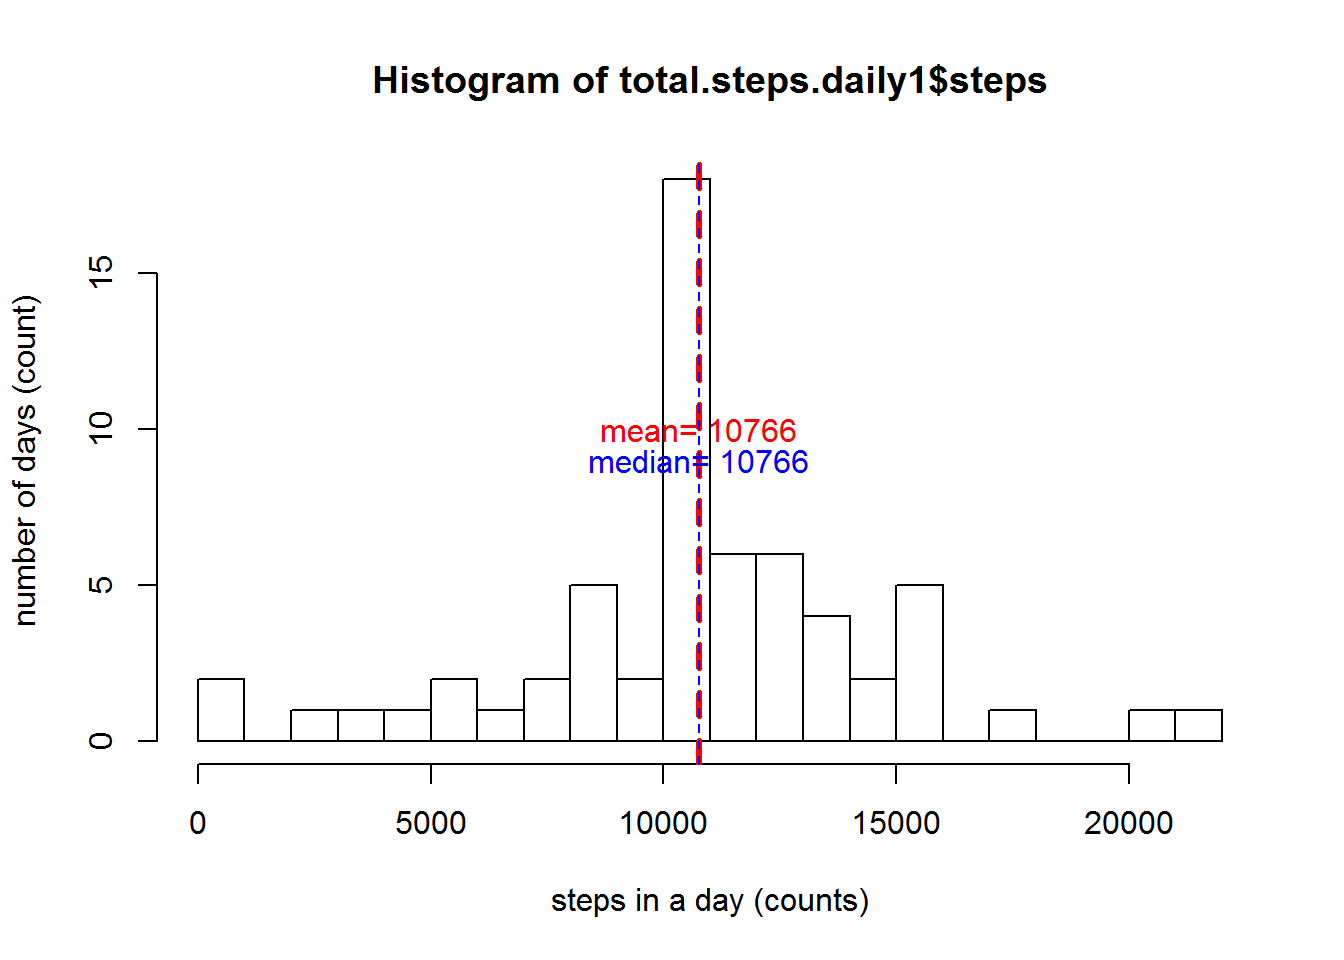 Histogram of total.steps.daily1$steps
number of days (count)
15
10
5
0
mean= 10766
median= 10766
0 5000 10000 15000 20000
steps in a day (counts)